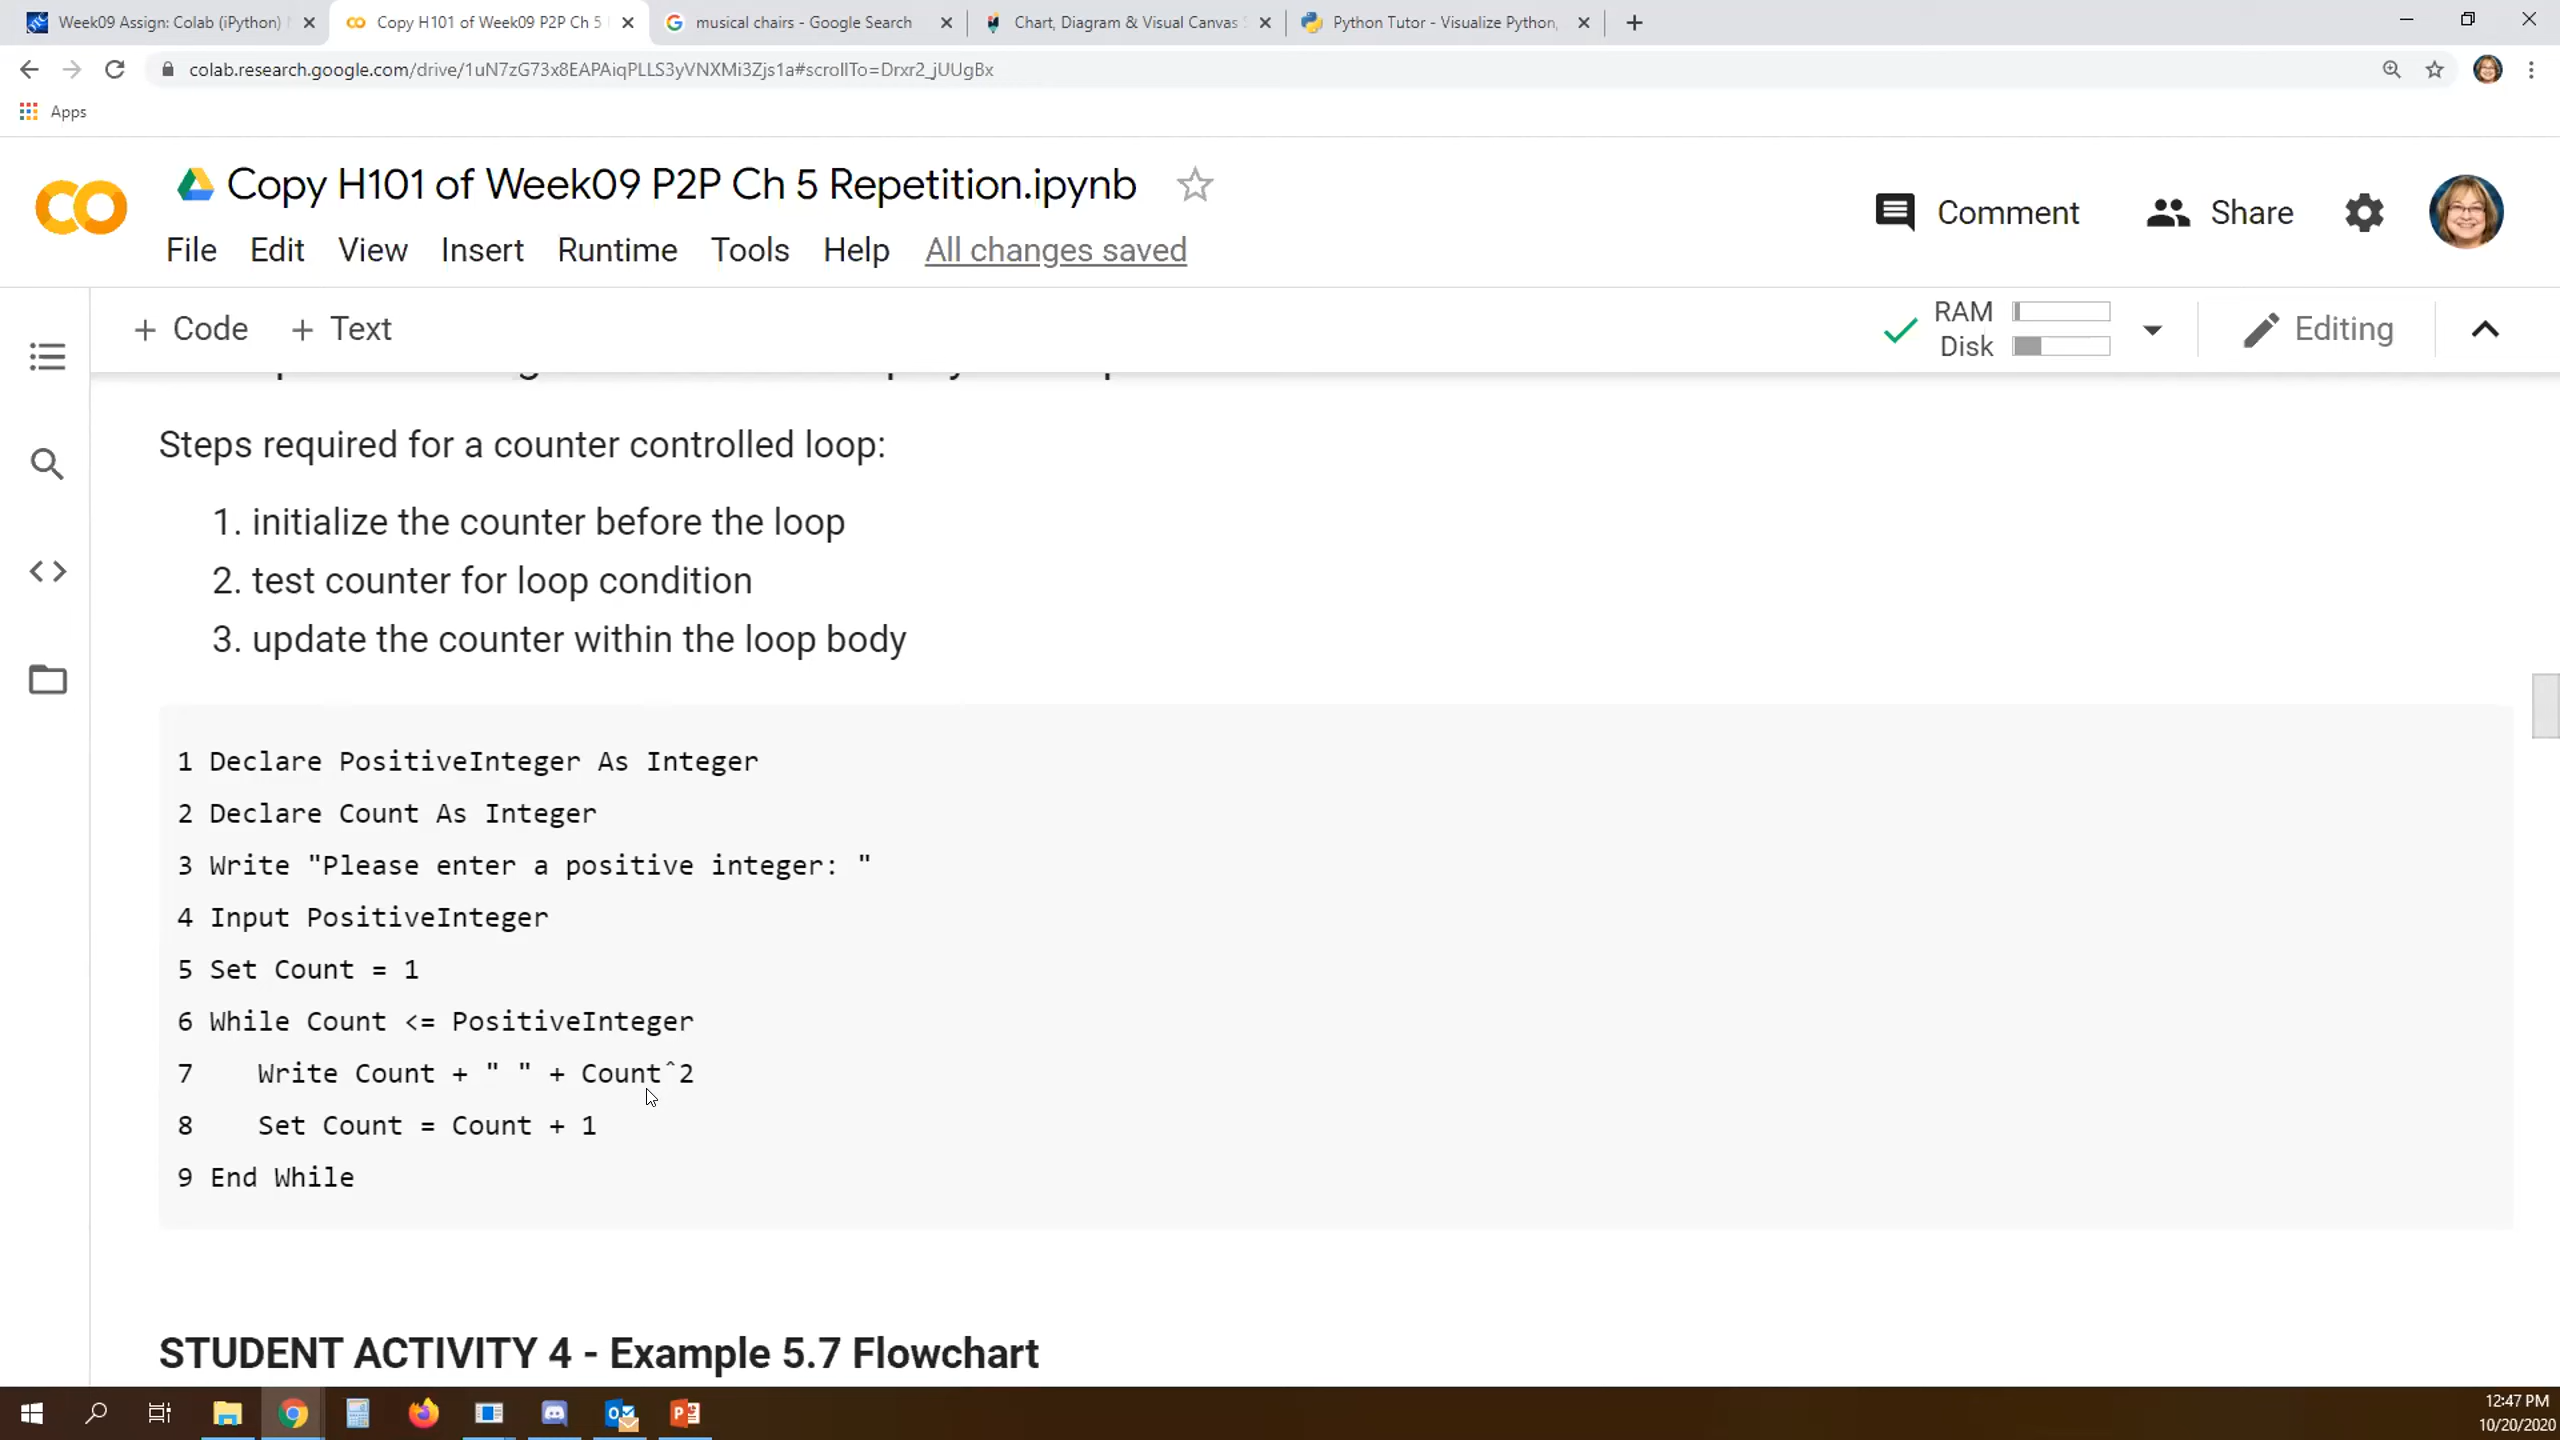 Week09 Assign: Colab (iPython)
Copy H101 of Week09 P2P Ch 5
musical chairs - Google Search
Chart, Diagram & Visual Canvas
Python Tutor - Visualize Python,
colab.research.google.com/drive/1uN7zG73x8EAPAiqPLLS3yVNXMi3Zjs1a#scrollTo=Drxr2_jUUgBx
Apps
Copy H101 of Week09 P2P Ch 5 Repetition.ipynb
Comment
Share
File Edit View Insert Runtime Tools Help All changes saved
+ Code + Text
RAM
Disk
Editing
Steps required for a counter controlled loop:
1. initialize the counter before the loop
2. test counter for loop condition
3. update the counter within the loop body
1 Declare PositiveInteger As Integer
2 Declare Count As Integer
3 Write "Please enter a positive integer: "
4 Input PositiveInteger
5 Set Count = 1
6 While Count <= PositiveInteger
7    Write Count + " " + Count^2
8    Set Count = Count + 1
9 End While
STUDENT ACTIVITY 4 - Example 5.7 Flowchart
12:47 PM
10/20/2020